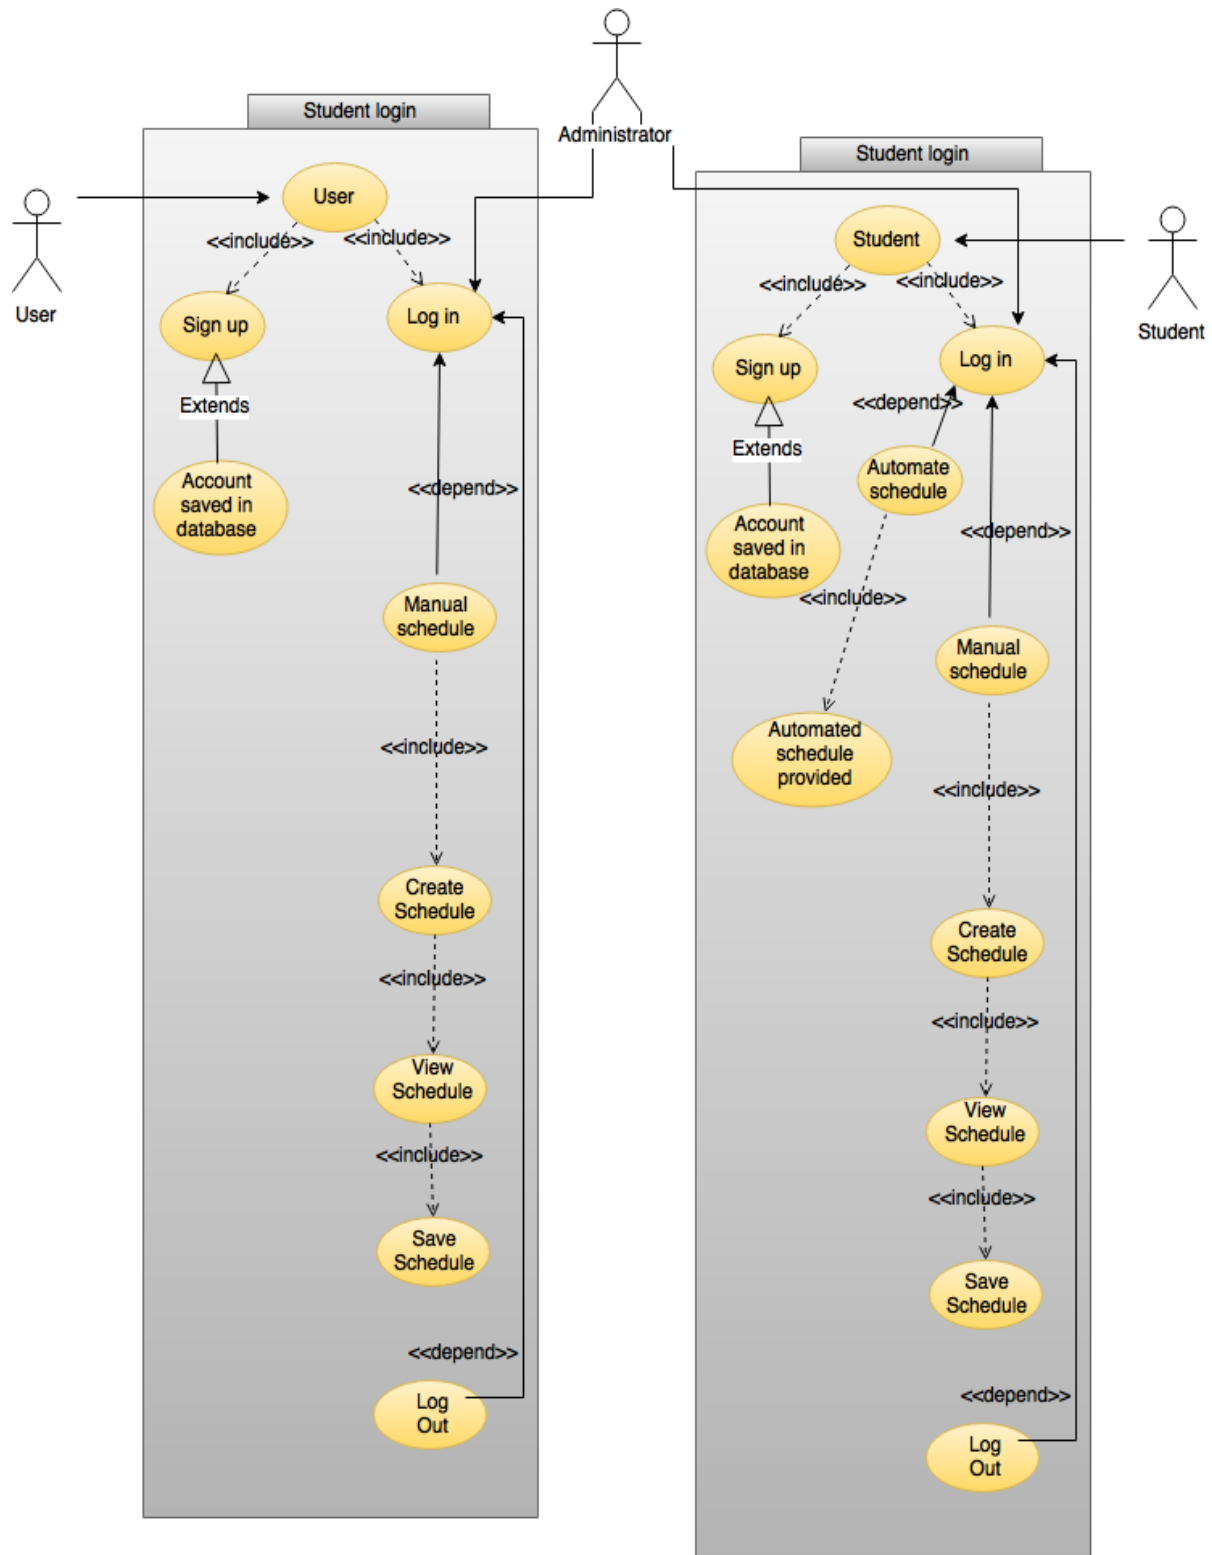 Student login
Administrator
User
User
<<include>>
<<include>>
Sign up
Log in
Extends
Account
saved in
database
<<depend>>
Manual
schedule
<<include>>
Create
Schedule
<<include>>
View
Schedule
<<include>>
Save
Schedule
<<depend>>
Log
Out
Student login
Student
Student
<<include>>
<<include>>
Sign up
Log in
<<depend>>
Extends
Automate
schedule
Account
saved in
database
<<depend>>
<<include>>
Manual
schedule
Automated
schedule
provided
<<include>>
Create
Schedule
<<include>>
View
Schedule
<<include>>
Save
Schedule
<<depend>>
Log
Out